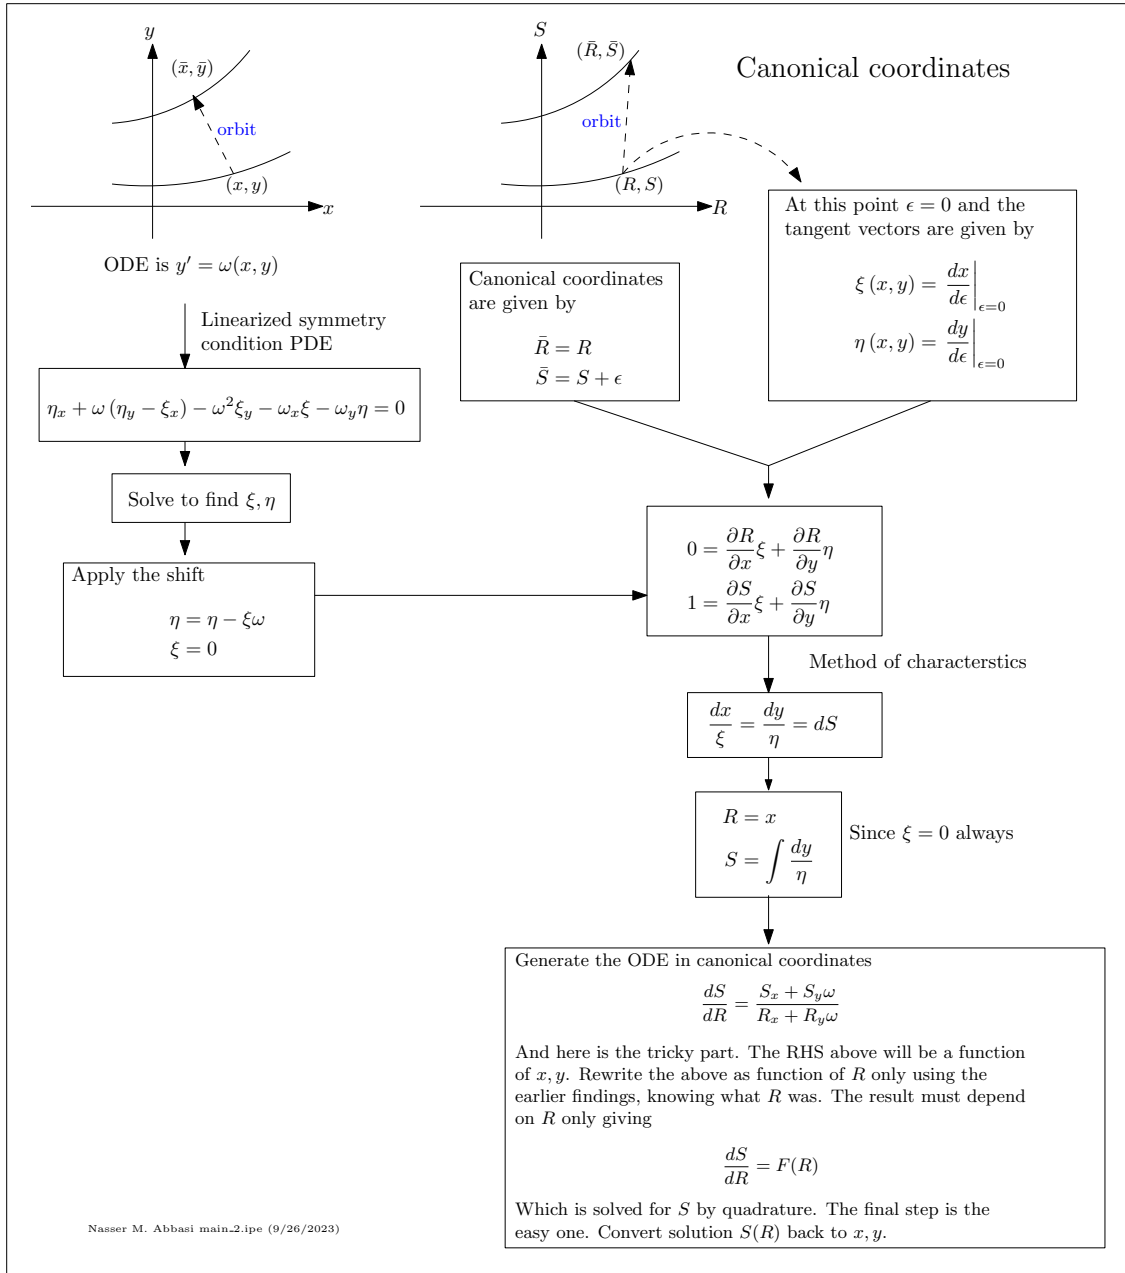 Canonical coordinates
y
(x̄, ȳ)
orbit
(x, y)
x
ODE is y′ = ω(x, y)
Linearized symmetry
condition PDE
η_x + ω (η_y − ξ_x) − ω²ξ_y − ω_xξ − ω_yη = 0
Solve to find ξ, η
Apply the shift
η = η − ξω
ξ = 0
S
(R̄, S̄)
orbit
(R, S)
R
Canonical coordinates
are given by
R̄ = R
S̄ = S + ϵ
At this point ϵ = 0 and the
tangent vectors are given by
ξ (x, y) = dx/dϵ |_{ϵ=0}
η (x, y) = dy/dϵ |_{ϵ=0}
0 = ∂R/∂x ξ + ∂R/∂y η
1 = ∂S/∂x ξ + ∂S/∂y η
Method of characterstics
dx/ξ = dy/η = dS
R = x
S = ∫ dy/η
Since ξ = 0 always
Generate the ODE in canonical coordinates
dS/dR = (S_x + S_yω)/(R_x + R_yω)
And here is the tricky part. The RHS above will be a function
of x, y. Rewrite the above as function of R only using the
earlier findings, knowing what R was. The result must depend
on R only giving
dS/dR = F(R)
Which is solved for S by quadrature. The final step is the
easy one. Convert solution S(R) back to x, y.
Nasser M. Abbasi main_2.ipe (9/26/2023)